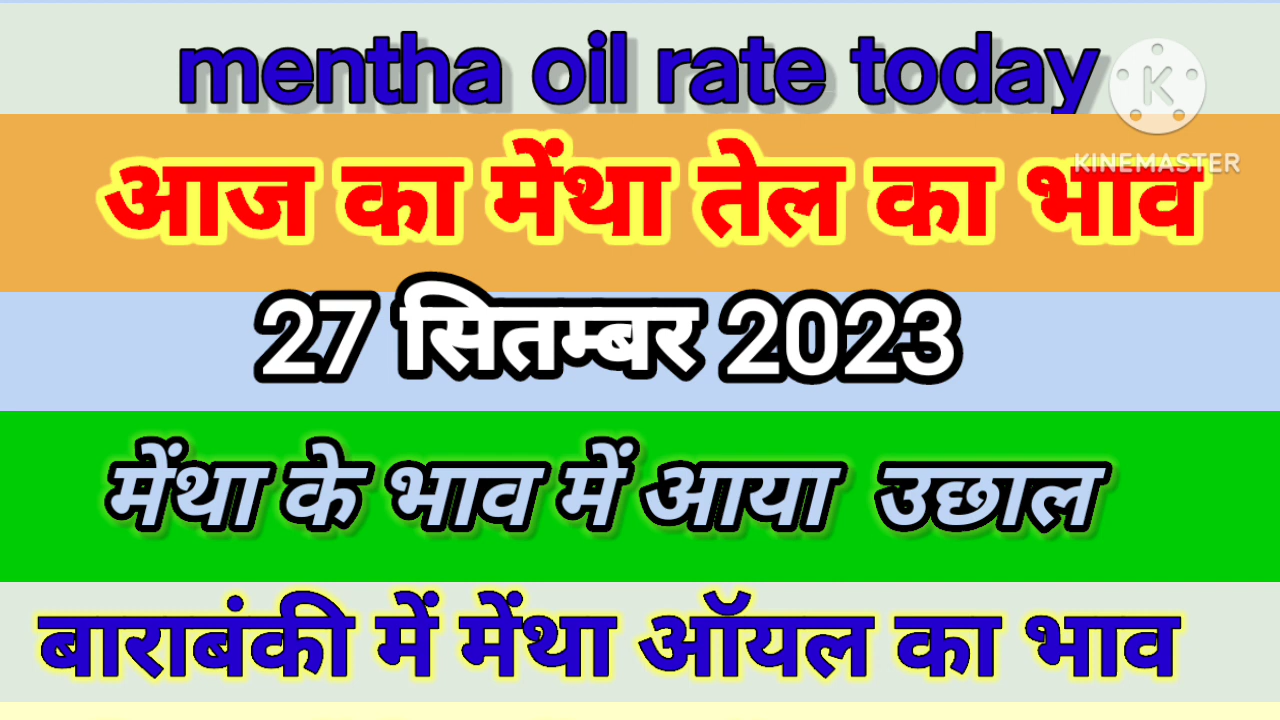 mentha oil rate today
K
KINEMASTER
आज का मेंथा तेल का भाव
27 सितम्बर 2023
मेंथा के भाव में आया उछाल
बाराबंकी में मेंथा ऑयल का भाव